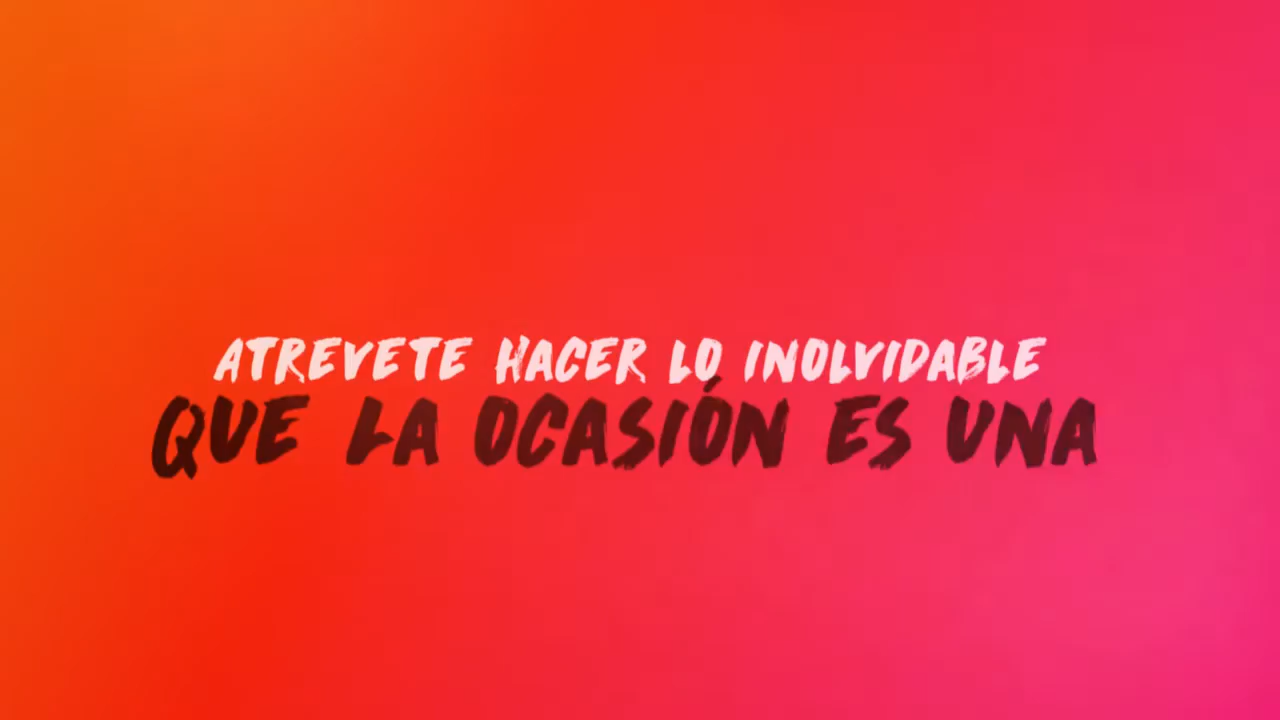 ATREVETE HACER LO INOLVIDABLE
QUE LA OCASIÓN ES UNA